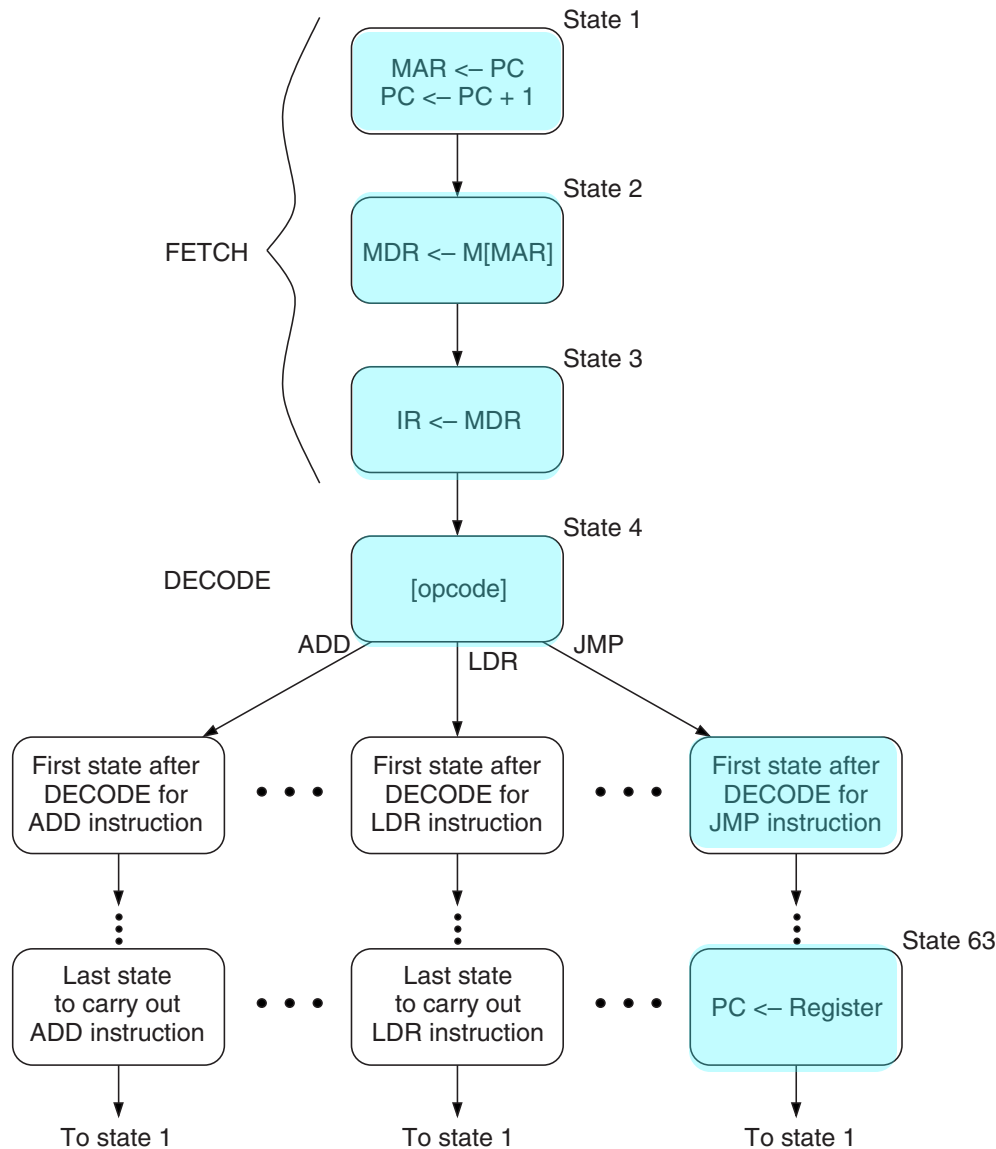 State 1
MAR <– PC
PC <– PC + 1
State 2
FETCH
MDR <– M[MAR]
State 3
IR <– MDR
State 4
DECODE
[opcode]
ADD
LDR
JMP
First state after
DECODE for
ADD instruction
First state after
DECODE for
LDR instruction
First state after
DECODE for
JMP instruction
State 63
Last state
to carry out
ADD instruction
Last state
to carry out
LDR instruction
PC <– Register
To state 1
To state 1
To state 1